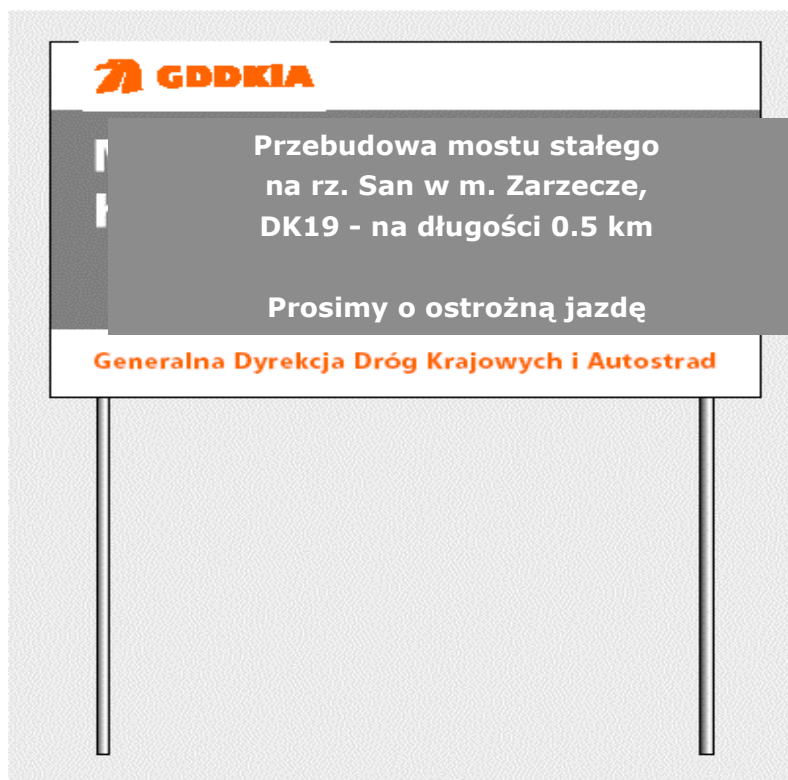 GDDKiA
Przebudowa mostu stałego
na rz. San w m. Zarzecze,
DK19 - na długości 0.5 km
Prosimy o ostrożną jazdę
Generalna Dyrekcja Dróg Krajowych i Autostrad